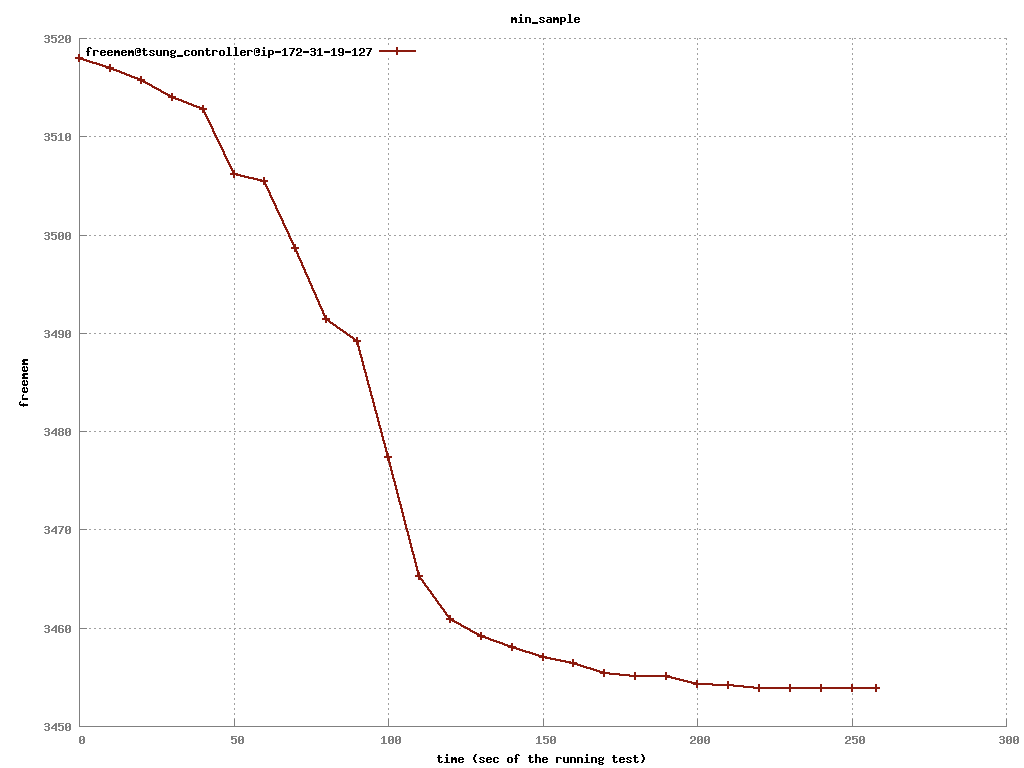 min_sample
freemem@tsung_controller@ip-172-31-19-127
3520
3510
3500
3490
3480
3470
3460
3450
freemem
0 50 100 150 200 250 300
time (sec of the running test)